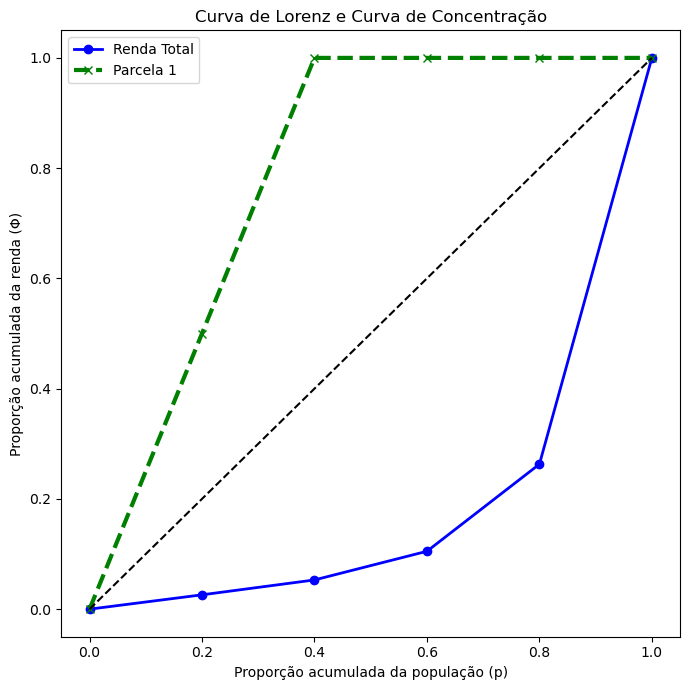 Curva de Lorenz e Curva de Concentração
Renda Total
Parcela 1
1.0
0.8
0.6
0.4
0.2
0.0
Proporção acumulada da renda (Φ)
0.0 0.2 0.4 0.6 0.8 1.0
Proporção acumulada da população (p)